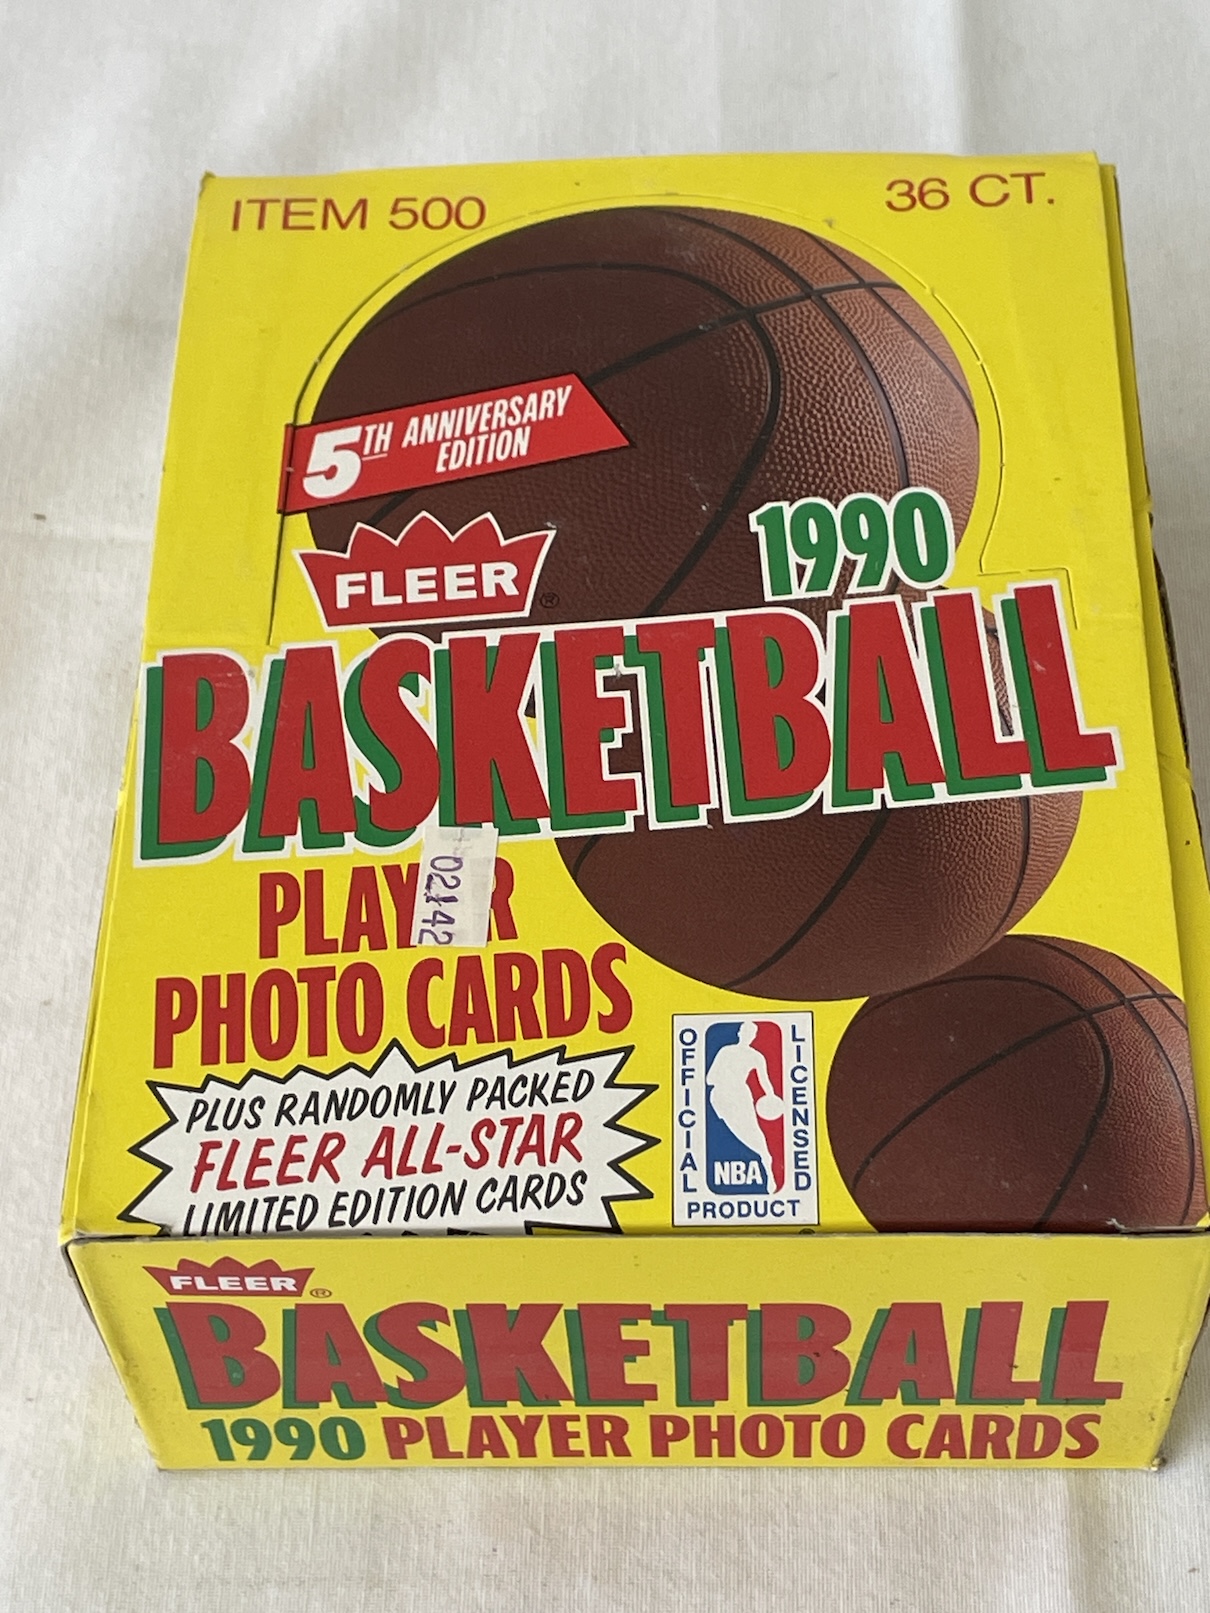 ITEM 500
36 CT.
5TH ANNIVERSARY
EDITION
FLEER®
1990
BASKETBALL
PLAYER
02142
PHOTO CARDS
PLUS RANDOMLY PACKED
FLEER ALL-STAR
LIMITED EDITION CARDS
OFFICIAL
LICENSED
NBA
PRODUCT
FLEER®
BASKETBALL
1990 PLAYER PHOTO CARDS